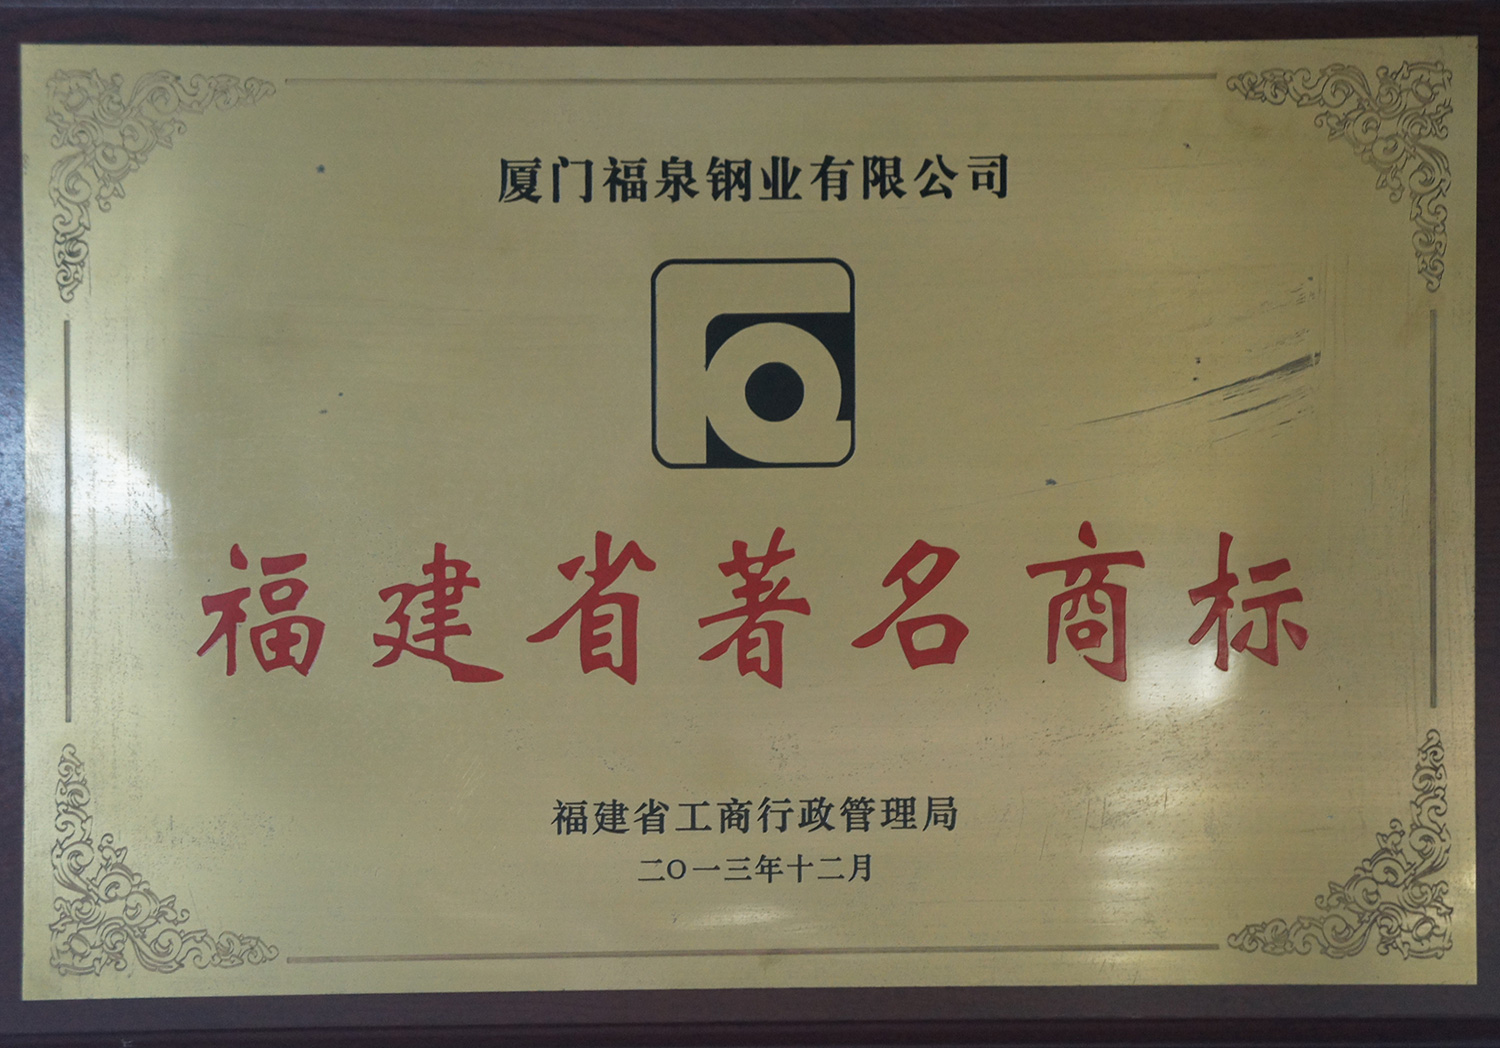 厦门福泉钢业有限公司
福建省著名商标
福建省工商行政管理局
二〇一三年十二月